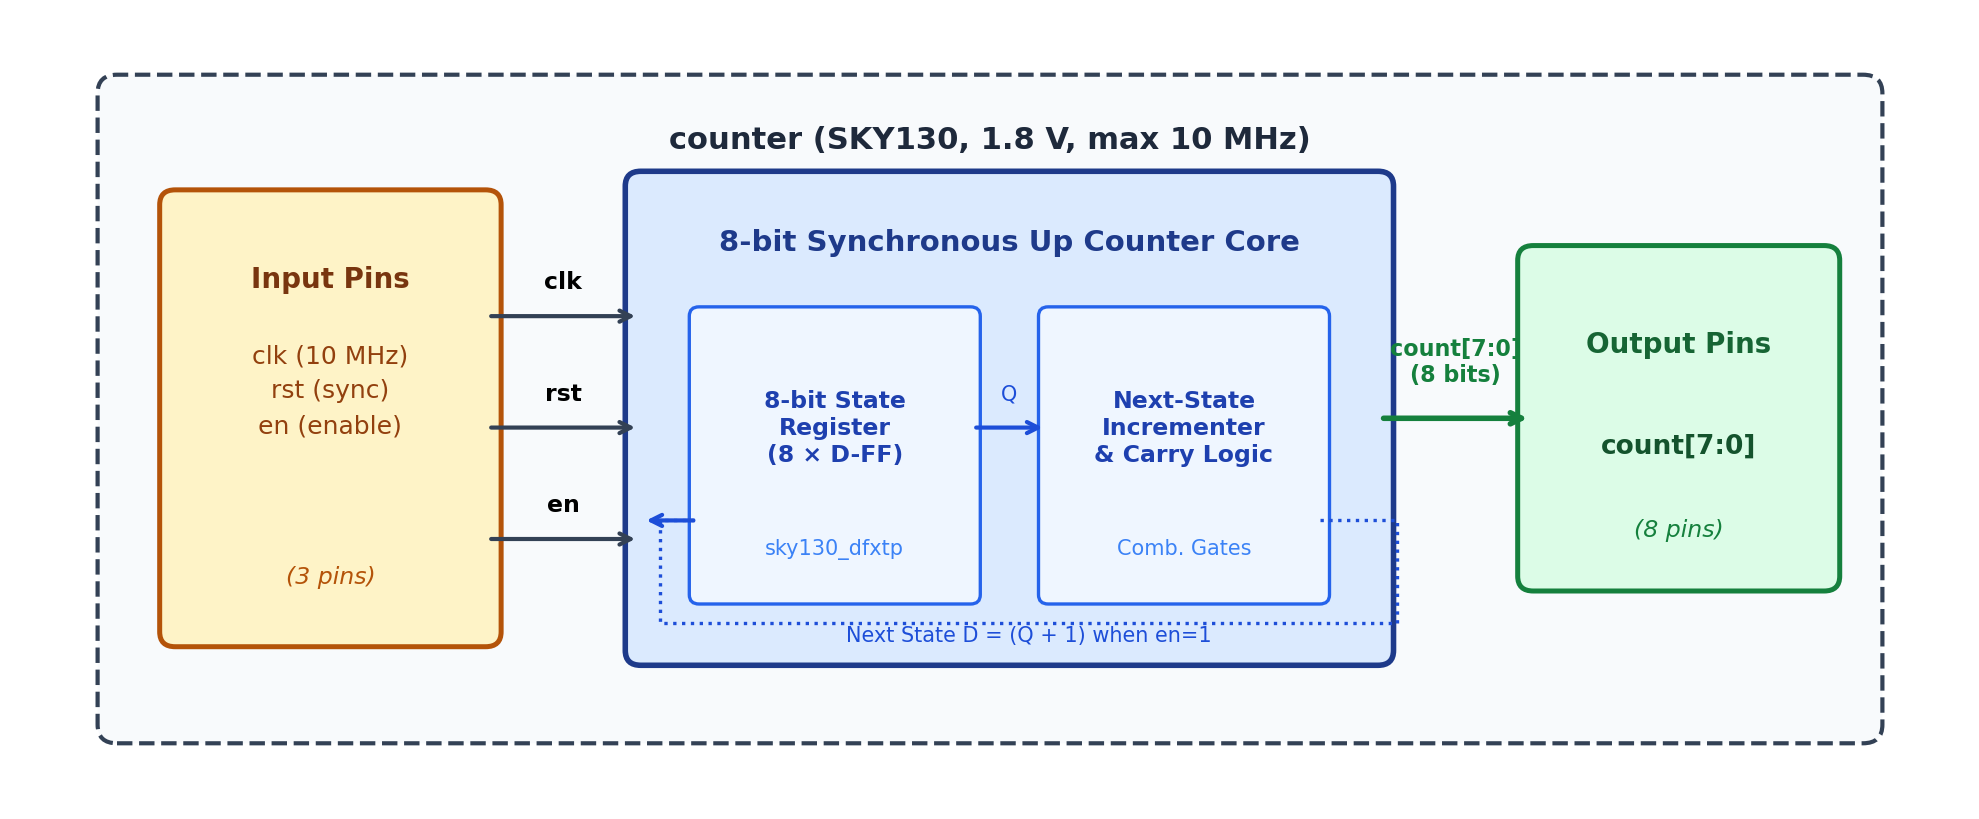 counter (SKY130, 1.8 V, max 10 MHz)
Input Pins
clk (10 MHz)
rst (sync)
en (enable)
(3 pins)
clk
rst
en
8-bit Synchronous Up Counter Core
8-bit State
Register
(8 × D-FF)
sky130_dfxtp
Q
Next-State
Incrementer
& Carry Logic
Comb. Gates
Next State D = (Q + 1) when en=1
count[7:0]
(8 bits)
Output Pins
count[7:0]
(8 pins)